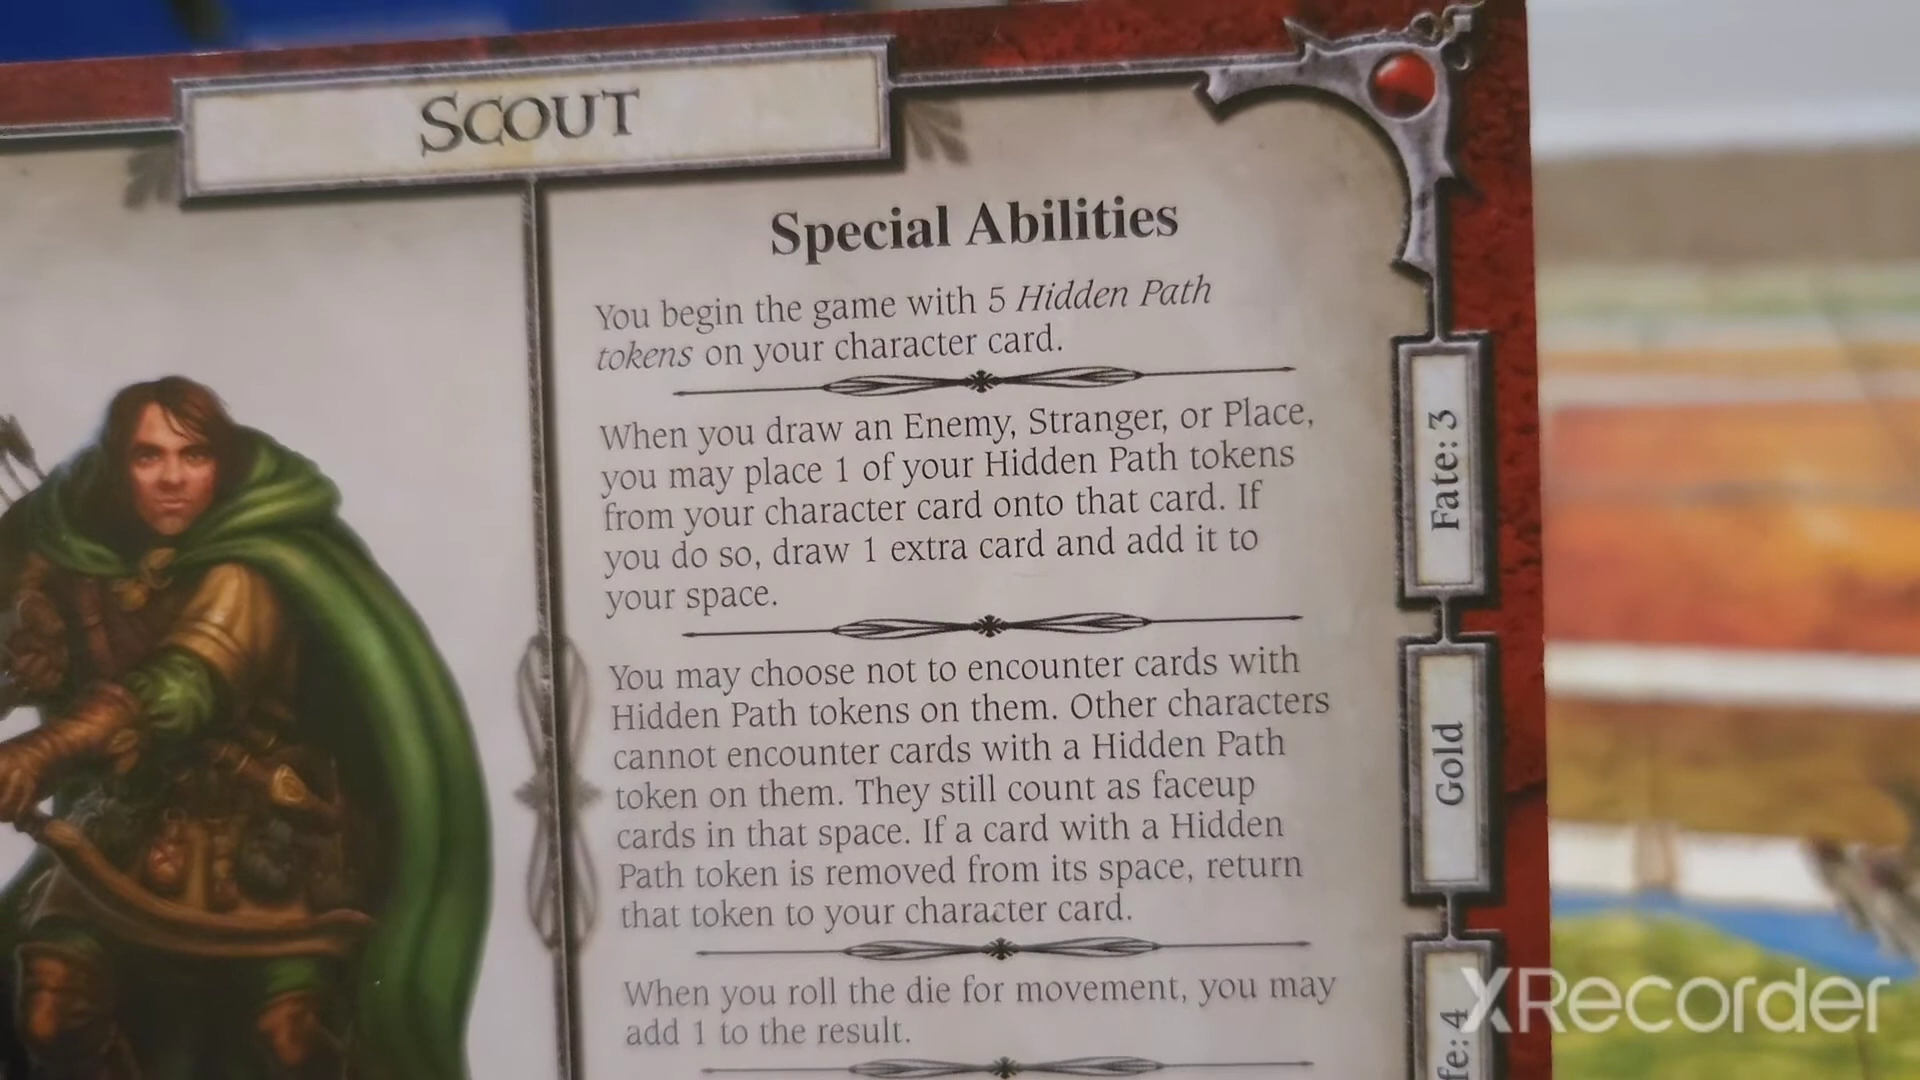 SCOUT
Special Abilities
You begin the game with 5 Hidden Path
tokens on your character card.
When you draw an Enemy, Stranger, or Place,
you may place 1 of your Hidden Path tokens
from your character card onto that card. If
you do so, draw 1 extra card and add it to
your space.
You may choose not to encounter cards with
Hidden Path tokens on them. Other characters
cannot encounter cards with a Hidden Path
token on them. They still count as faceup
cards in that space. If a card with a Hidden
Path token is removed from its space, return
that token to your character card.
When you roll the die for movement, you may
add 1 to the result.
Fate: 3
Gold
fe: 4
XRecorder